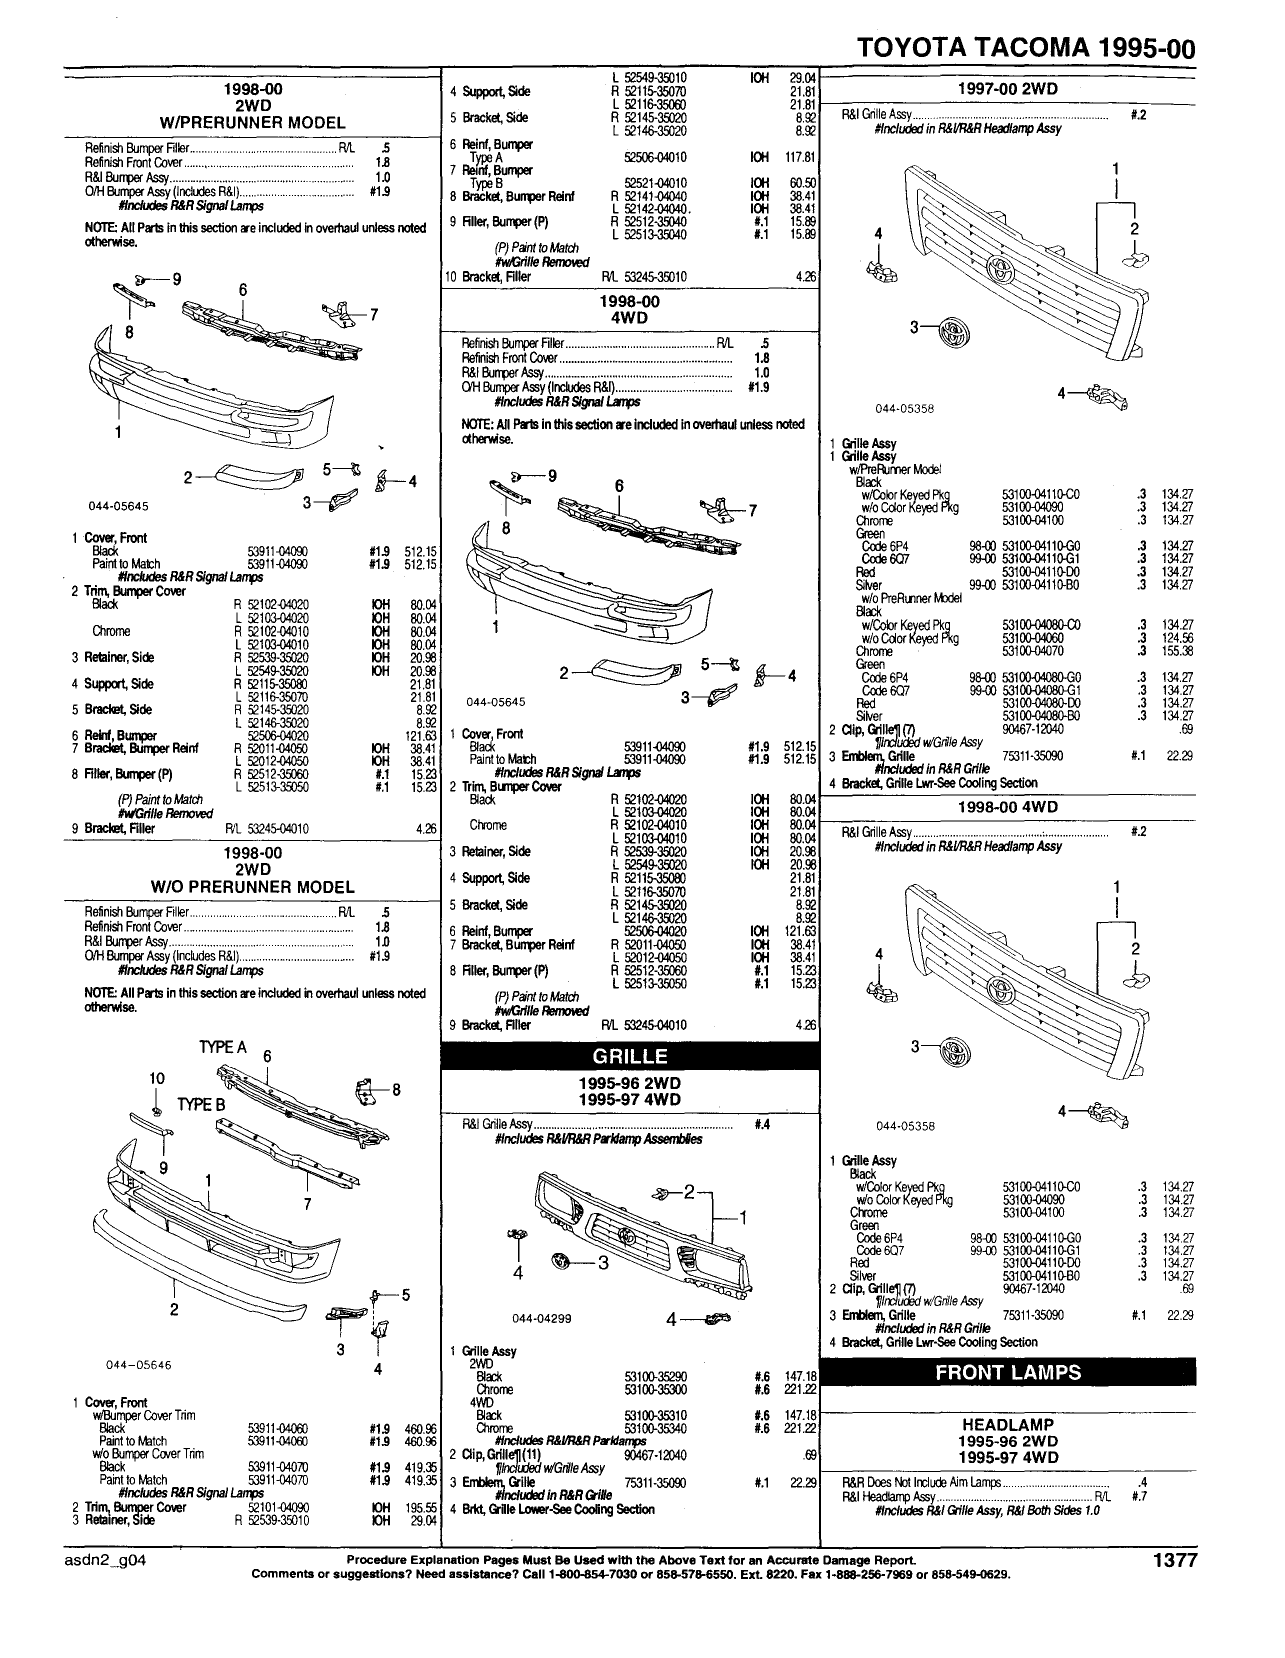 TOYOTA TACOMA 1995-00
1998-00
2WD
W/PRERUNNER MODEL
Refinish Bumper Filler R/L .5
Refinish Front Cover 1.8
R&I Bumper Assy 1.0
O/H Bumper Assy (Includes R&I) #1.9
#Includes R&R Signal Lamps
NOTE: All Parts in this section are included in overhaul unless noted
otherwise.
9
6
7
8
1
2
5
4
3
044-05645
1 Cover, Front
Black 53911-04090 #1.9 512.15
Paint to Match 53911-04090 #1.9 512.15
#Includes R&R Signal Lamps
2 Trim, Bumper Cover
Black R 52102-04020 IOH 80.04
L 52103-04020 IOH 80.04
Chrome R 52102-04010 IOH 80.04
L 52103-04010 IOH 80.04
3 Retainer, Side R 52539-35020 IOH 20.98
L 52549-35020 IOH 20.98
4 Support, Side R 52115-35080 21.81
L 52116-35070 21.81
5 Bracket, Side R 52145-35020 8.92
L 52146-35020 8.92
6 Reinf, Bumper 52506-04020 121.63
7 Bracket, Bumper Reinf R 52011-04050 IOH 38.41
L 52012-04050 IOH 38.41
8 Filler, Bumper (P) R 52512-35060 #.1 15.23
L 52513-35050 #.1 15.23
(P) Paint to Match
#w/Grille Removed
9 Bracket, Filler R/L 53245-04010 4.26
1998-00
2WD
W/O PRERUNNER MODEL
Refinish Bumper Filler R/L .5
Refinish Front Cover 1.8
R&I Bumper Assy 1.0
O/H Bumper Assy (Includes R&I) #1.9
#Includes R&R Signal Lamps
NOTE: All Parts in this section are included in overhaul unless noted
otherwise.
TYPE A
6
10
8
TYPE B
9
1
7
2
5
3
4
044-05646
1 Cover, Front
w/Bumper Cover Trim
Black 53911-04060 #1.9 460.96
Paint to Match 53911-04060 #1.9 460.96
w/o Bumper Cover Trim
Black 53911-04070 #1.9 419.35
Paint to Match 53911-04070 #1.9 419.35
#Includes R&R Signal Lamps
2 Trim, Bumper Cover 52101-04090 IOH 195.55
3 Retainer, Side R 52539-35010 IOH 29.04
L 52549-35010 IOH 29.04
4 Support, Side R 52115-35070 21.81
L 52116-35060 21.81
5 Bracket, Side R 52145-35020 8.92
L 52146-35020 8.92
6 Reinf, Bumper
Type A 52506-04010 IOH 117.81
7 Reinf, Bumper
Type B 52521-04010 IOH 60.50
8 Bracket, Bumper Reinf R 52141-04040 IOH 38.41
L 52142-04040. IOH 38.41
9 Filler, Bumper (P) R 52512-35040 #.1 15.89
L 52513-35040 #.1 15.89
(P) Paint to Match
#w/Grille Removed
10 Bracket, Filler R/L 53245-35010 4.26
1998-00
4WD
Refinish Bumper Filler R/L .5
Refinish Front Cover 1.8
R&I Bumper Assy 1.0
O/H Bumper Assy (Includes R&I) #1.9
#Includes R&R Signal Lamps
NOTE: All Parts in this section are included in overhaul unless noted
otherwise.
9
6
7
8
1
2
5
4
3
044-05645
1 Cover, Front
Black 53911-04090 #1.9 512.15
Paint to Match 53911-04090 #1.9 512.15
#Includes R&R Signal Lamps
2 Trim, Bumper Cover
Black R 52102-04020 IOH 80.04
L 52103-04020 IOH 80.04
Chrome R 52102-04010 IOH 80.04
L 52103-04010 IOH 80.04
3 Retainer, Side R 52539-35020 IOH 20.98
L 52549-35020 IOH 20.98
4 Support, Side R 52115-35080 21.81
L 52116-35070 21.81
5 Bracket, Side R 52145-35020 8.92
L 52146-35020 8.92
6 Reinf, Bumper 52506-04020 IOH 121.63
7 Bracket, Bumper Reinf R 52011-04050 IOH 38.41
L 52012-04050 IOH 38.41
8 Filler, Bumper (P) R 52512-35060 #.1 15.23
L 52513-35050 #.1 15.23
(P) Paint to Match
#w/Grille Removed
9 Bracket, Filler R/L 53245-04010 4.26
GRILLE
1995-96 2WD
1995-97 4WD
R&I Grille Assy #.4
#Includes R&I/R&R Parklamp Assemblies
2
1
3
4
044-04299
4
1 Grille Assy
2WD
Black 53100-35290 #.6 147.18
Chrome 53100-35300 #.6 221.22
4WD
Black 53100-35310 #.6 147.18
Chrome 53100-35340 #.6 221.22
#Includes R&I/R&R Parklamps
2 Clip, Grille¶ (11) 90467-12040 .69
¶Included w/Grille Assy
3 Emblem, Grille 75311-35090 #.1 22.29
#Included in R&R Grille
4 Brkt, Grille Lower-See Cooling Section
1997-00 2WD
R&I Grille Assy #.2
#Included in R&I/R&R Headlamp Assy
1
2
4
3
4
044-05358
1 Grille Assy
1 Grille Assy
w/PreRunner Model
Black
w/Color Keyed Pkg 53100-04110-C0 .3 134.27
w/o Color Keyed Pkg 53100-04090 .3 134.27
Chrome 53100-04100 .3 134.27
Green
Code 6P4 98-00 53100-04110-G0 .3 134.27
Code 6Q7 99-00 53100-04110-G1 .3 134.27
Red 53100-04110-D0 .3 134.27
Silver 99-00 53100-04110-B0 .3 134.27
w/o PreRunner Model
Black
w/Color Keyed Pkg 53100-04080-C0 .3 134.27
w/o Color Keyed Pkg 53100-04060 .3 124.56
Chrome 53100-04070 .3 155.38
Green
Code 6P4 98-00 53100-04080-G0 .3 134.27
Code 6Q7 99-00 53100-04080-G1 .3 134.27
Red 53100-04080-D0 .3 134.27
Silver 53100-04080-B0 .3 134.27
2 Clip, Grille¶ (7) 90467-12040 .69
¶Included w/Grille Assy
3 Emblem, Grille 75311-35090 #.1 22.29
#Included in R&R Grille
4 Bracket, Grille Lwr-See Cooling Section
1998-00 4WD
R&I Grille Assy #.2
#Included in R&I/R&R Headlamp Assy
1
2
4
3
4
044-05358
1 Grille Assy
Black
w/Color Keyed Pkg 53100-04110-C0 .3 134.27
w/o Color Keyed Pkg 53100-04090 .3 134.27
Chrome 53100-04100 .3 134.27
Green
Code 6P4 98-00 53100-04110-G0 .3 134.27
Code 6Q7 99-00 53100-04110-G1 .3 134.27
Red 53100-04110-D0 .3 134.27
Silver 53100-04110-B0 .3 134.27
2 Clip, Grille¶ (7) 90467-12040 .69
¶Included w/Grille Assy
3 Emblem, Grille 75311-35090 #.1 22.29
#Included in R&R Grille
4 Bracket, Grille Lwr-See Cooling Section
FRONT LAMPS
HEADLAMP
1995-96 2WD
1995-97 4WD
R&R Does Not Include Aim Lamps .4
R&I Headlamp Assy R/L #.7
#Includes R&I Grille Assy, R&I Both Sides 1.0
asdn2_g04
Procedure Explanation Pages Must Be Used with the Above Text for an Accurate Damage Report.
Comments or suggestions? Need assistance? Call 1-800-854-7030 or 858-578-6550. Ext. 8220. Fax 1-888-256-7969 or 858-549-0629.
1377